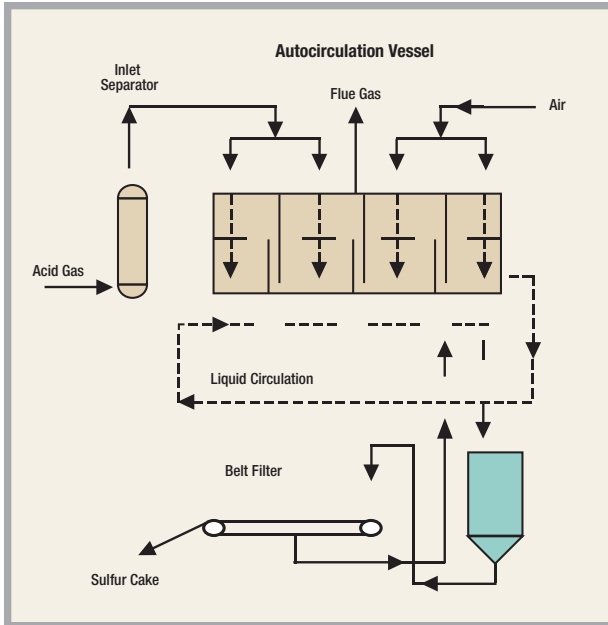 Autocirculation Vessel
Inlet
Separator
Flue Gas
Air
Acid Gas
Liquid Circulation
Belt Filter
Sulfur Cake